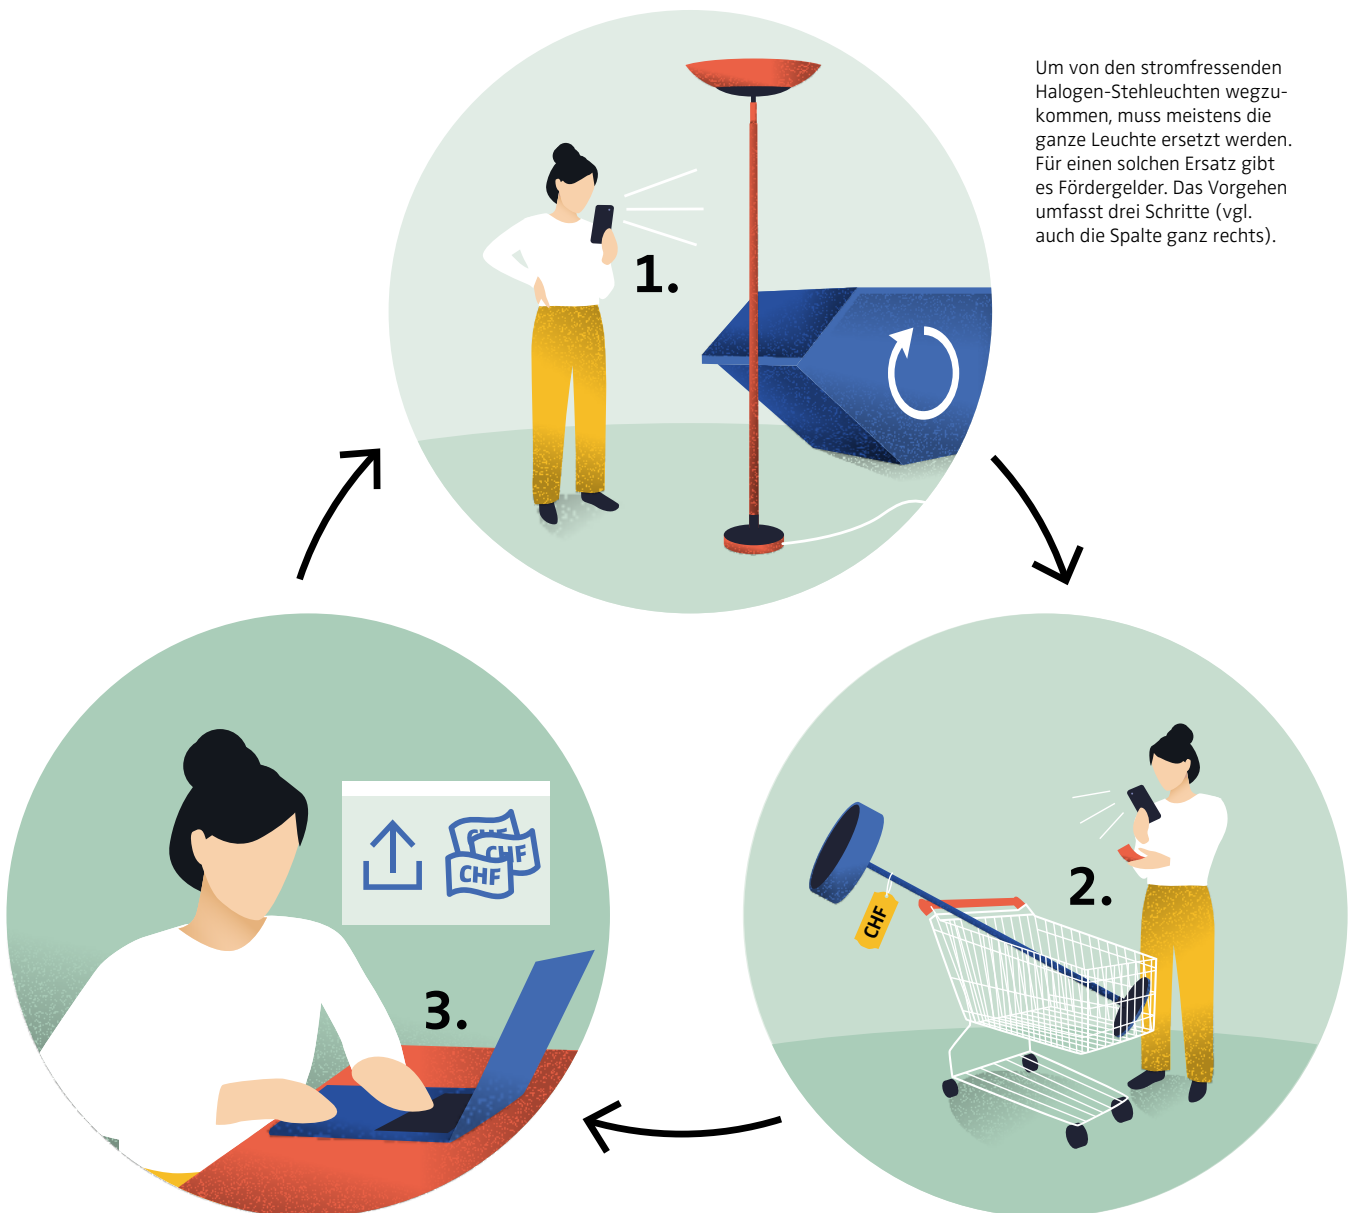 Um von den stromfressenden
Halogen-Stehleuchten wegzu-
kommen, muss meistens die
ganze Leuchte ersetzt werden.
Für einen solchen Ersatz gibt
es Fördergelder. Das Vorgehen
umfasst drei Schritte (vgl.
auch die Spalte ganz rechts).
1.
2.
CHF
3.
CHF
CHF
CHF